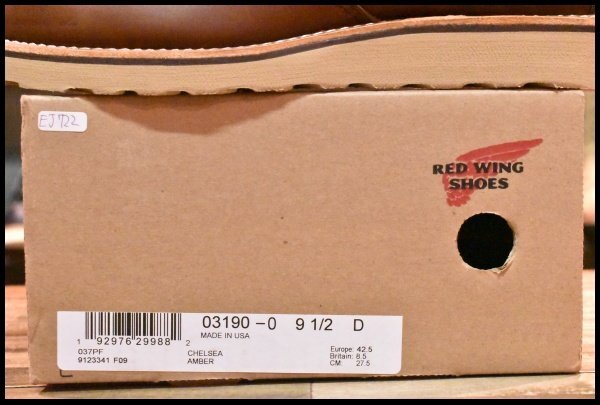 EJ722
RED WING
SHOES
03190-0 9 1/2 D
MADE IN USA
1 92976 29988 2
037PF CHELSEA Europe: 42.5
9123341 F09 AMBER Britain: 8.5
CM. 27.5